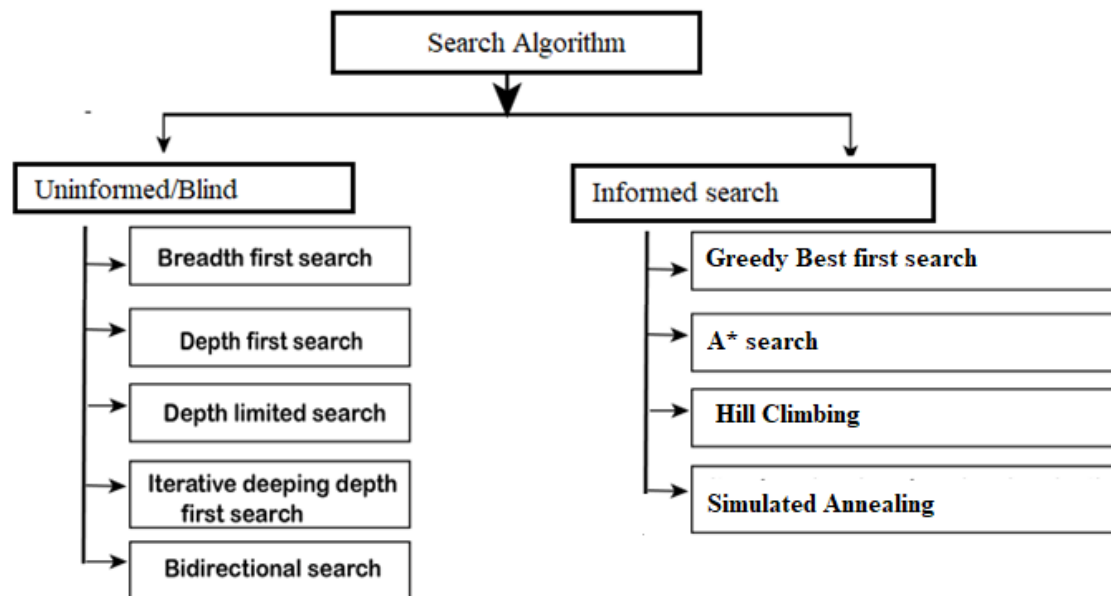 Search Algorithm
Uninformed/Blind
Breadth first search
Depth first search
Depth limited search
Iterative deeping depth
first search
Bidirectional search
Informed search
Greedy Best first search
A* search
Hill Climbing
Simulated Annealing